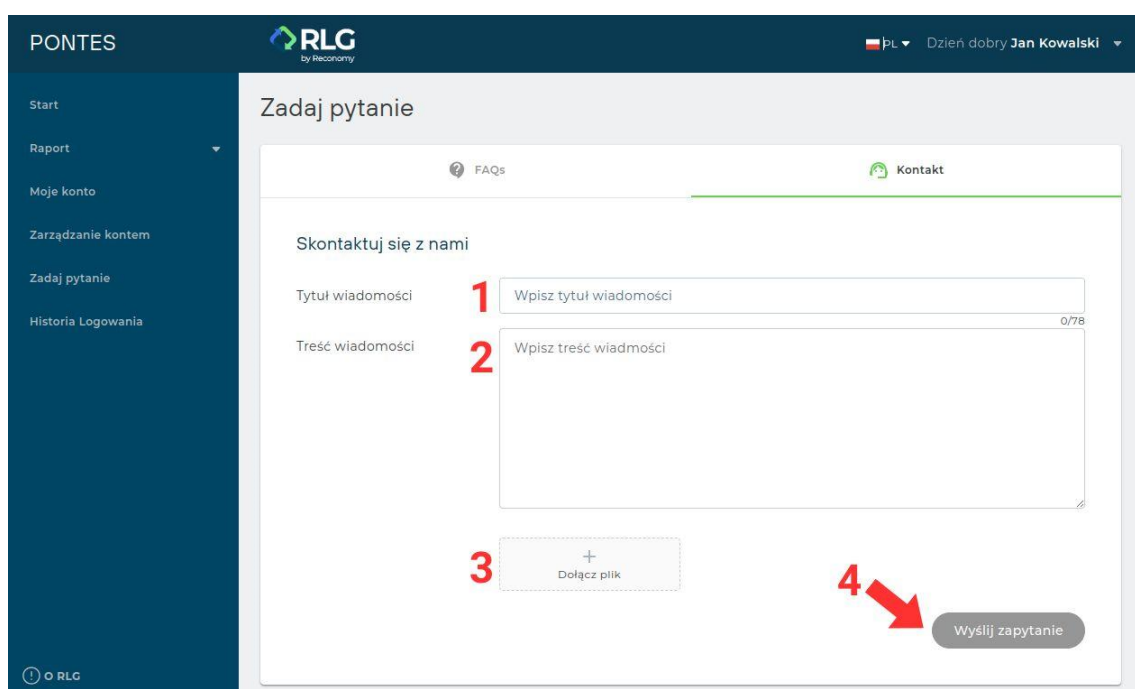 PONTES
RLG
by Reconomy
PL
Dzień dobry Jan Kowalski
Start
Raport
Moje konto
Zarządzanie kontem
Zadaj pytanie
Historia Logowania
O RLG
Zadaj pytanie
FAQs
Kontakt
Skontaktuj się z nami
Tytuł wiadomości
1
Wpisz tytuł wiadomości
0/78
Treść wiadomości
2
Wpisz treść wiadmości
3
+
Dołącz plik
4
Wyślij zapytanie